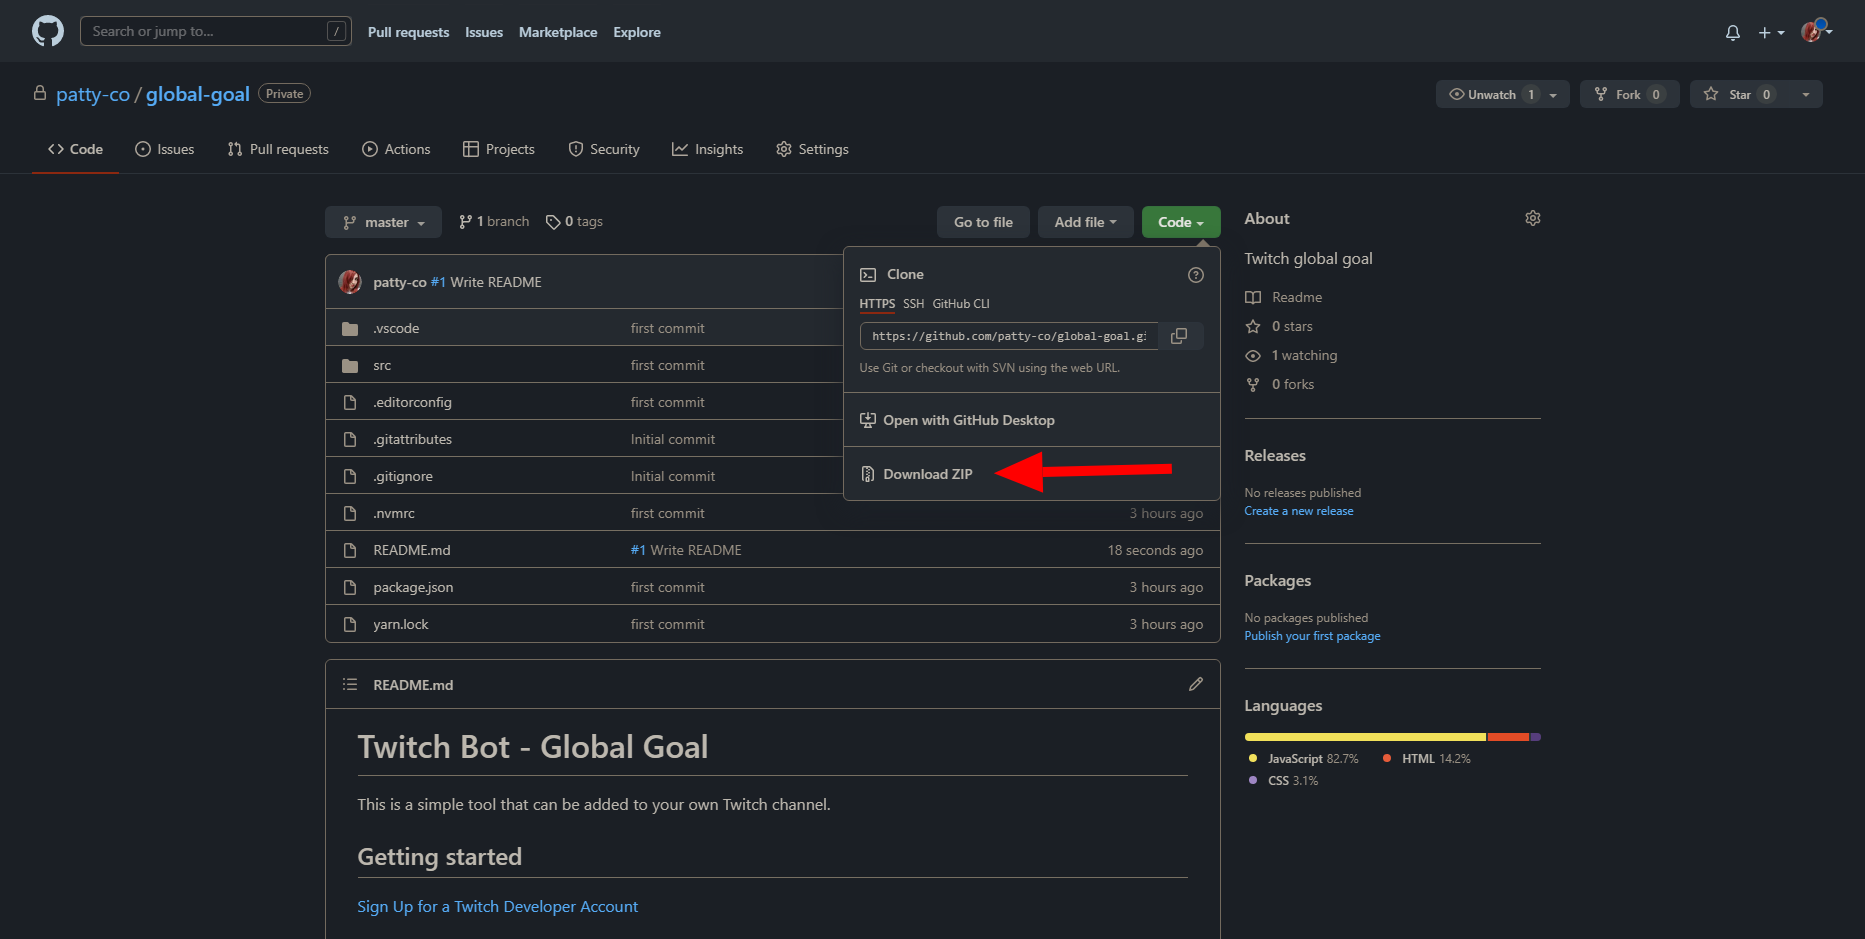 Search or jump to... /
Pull requests Issues Marketplace Explore
patty-co / global-goal Private
Unwatch 1 Fork 0 Star 0
Code Issues Pull requests Actions Projects Security Insights Settings
master 1 branch 0 tags
Go to file Add file Code
patty-co #1 Write README
.vscode first commit
src first commit
.editorconfig first commit
.gitattributes Initial commit
.gitignore Initial commit
.nvmrc first commit 3 hours ago
README.md #1 Write README 18 seconds ago
package.json first commit 3 hours ago
yarn.lock first commit 3 hours ago
Clone
HTTPS SSH GitHub CLI
https://github.com/patty-co/global-goal.gi
Use Git or checkout with SVN using the web URL.
Open with GitHub Desktop
Download ZIP
README.md
Twitch Bot - Global Goal
This is a simple tool that can be added to your own Twitch channel.
Getting started
Sign Up for a Twitch Developer Account
About
Twitch global goal
Readme
0 stars
1 watching
0 forks
Releases
No releases published
Create a new release
Packages
No packages published
Publish your first package
Languages
JavaScript 82.7% HTML 14.2%
CSS 3.1%